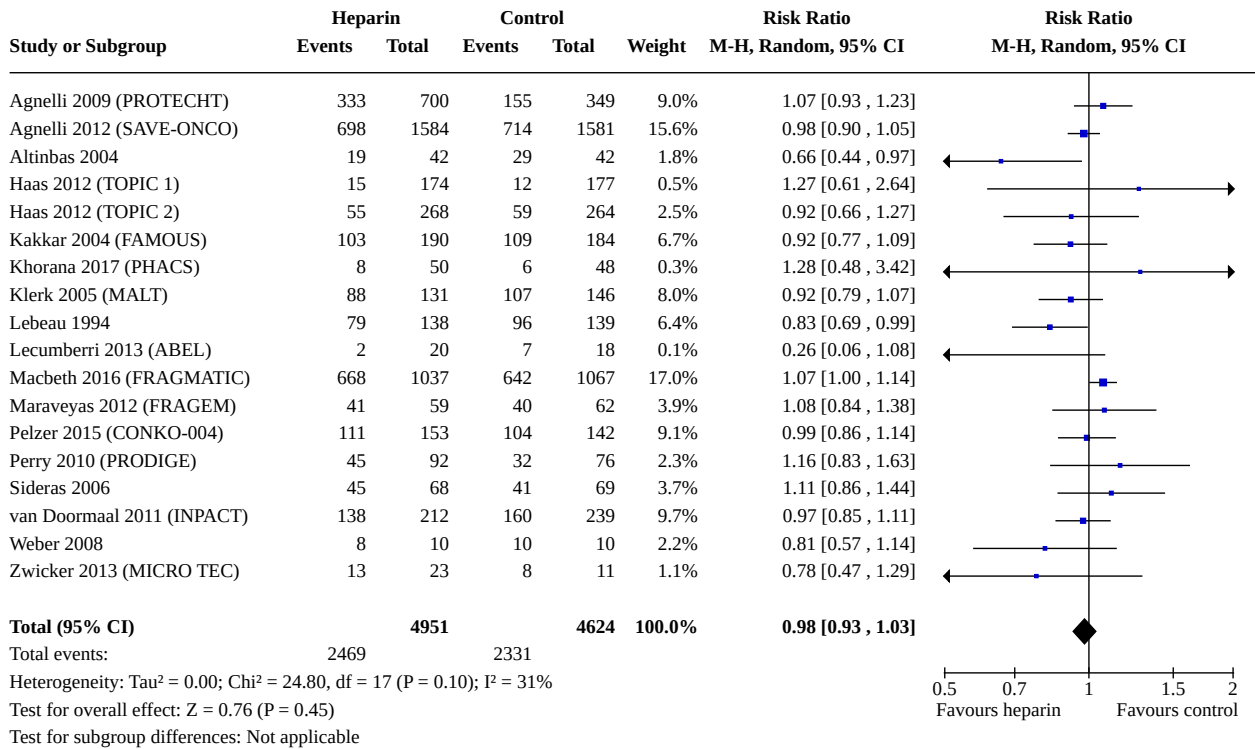 Heparin Control Risk Ratio Risk Ratio
Study or Subgroup Events Total Events Total Weight M-H, Random, 95% CI M-H, Random, 95% CI
Agnelli 2009 (PROTECHT) 333 700 155 349 9.0% 1.07 [0.93 , 1.23]
Agnelli 2012 (SAVE-ONCO) 698 1584 714 1581 15.6% 0.98 [0.90 , 1.05]
Altinbas 2004 19 42 29 42 1.8% 0.66 [0.44 , 0.97]
Haas 2012 (TOPIC 1) 15 174 12 177 0.5% 1.27 [0.61 , 2.64]
Haas 2012 (TOPIC 2) 55 268 59 264 2.5% 0.92 [0.66 , 1.27]
Kakkar 2004 (FAMOUS) 103 190 109 184 6.7% 0.92 [0.77 , 1.09]
Khorana 2017 (PHACS) 8 50 6 48 0.3% 1.28 [0.48 , 3.42]
Klerk 2005 (MALT) 88 131 107 146 8.0% 0.92 [0.79 , 1.07]
Lebeau 1994 79 138 96 139 6.4% 0.83 [0.69 , 0.99]
Lecumberri 2013 (ABEL) 2 20 7 18 0.1% 0.26 [0.06 , 1.08]
Macbeth 2016 (FRAGMATIC) 668 1037 642 1067 17.0% 1.07 [1.00 , 1.14]
Maraveyas 2012 (FRAGEM) 41 59 40 62 3.9% 1.08 [0.84 , 1.38]
Pelzer 2015 (CONKO-004) 111 153 104 142 9.1% 0.99 [0.86 , 1.14]
Perry 2010 (PRODIGE) 45 92 32 76 2.3% 1.16 [0.83 , 1.63]
Sideras 2006 45 68 41 69 3.7% 1.11 [0.86 , 1.44]
van Doormaal 2011 (INPACT) 138 212 160 239 9.7% 0.97 [0.85 , 1.11]
Weber 2008 8 10 10 10 2.2% 0.81 [0.57 , 1.14]
Zwicker 2013 (MICRO TEC) 13 23 8 11 1.1% 0.78 [0.47 , 1.29]
Total (95% CI) 4951 4624 100.0% 0.98 [0.93 , 1.03]
Total events: 2469 2331
Heterogeneity: Tau² = 0.00; Chi² = 24.80, df = 17 (P = 0.10); I² = 31%
0.5 0.7 1 1.5 2
Test for overall effect: Z = 0.76 (P = 0.45) Favours heparin Favours control
Test for subgroup differences: Not applicable